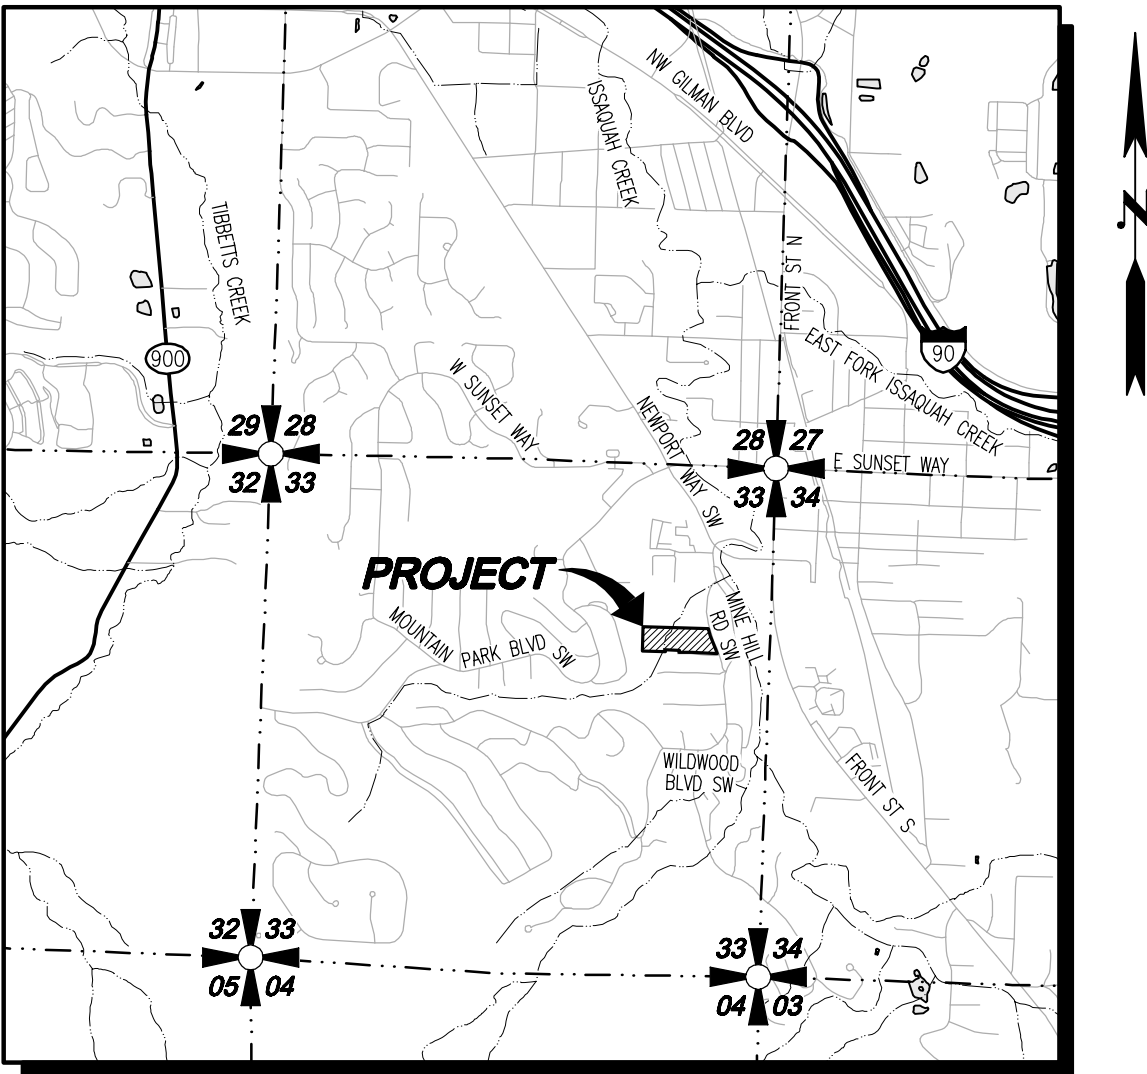 NW GILMAN BLVD
ISSAQUAH CREEK
TIBBETTS CREEK
FRONT ST N
900
90
EAST FORK ISSAQUAH CREEK
W SUNSET WAY
NEWPORT WAY SW
29 28
32 33
28 27
33 34
E SUNSET WAY
PROJECT
MINE HILL
RD SW
MOUNTAIN PARK BLVD SW
WILDWOOD
BLVD SW
FRONT ST S
32 33
05 04
33 34
04 03
N